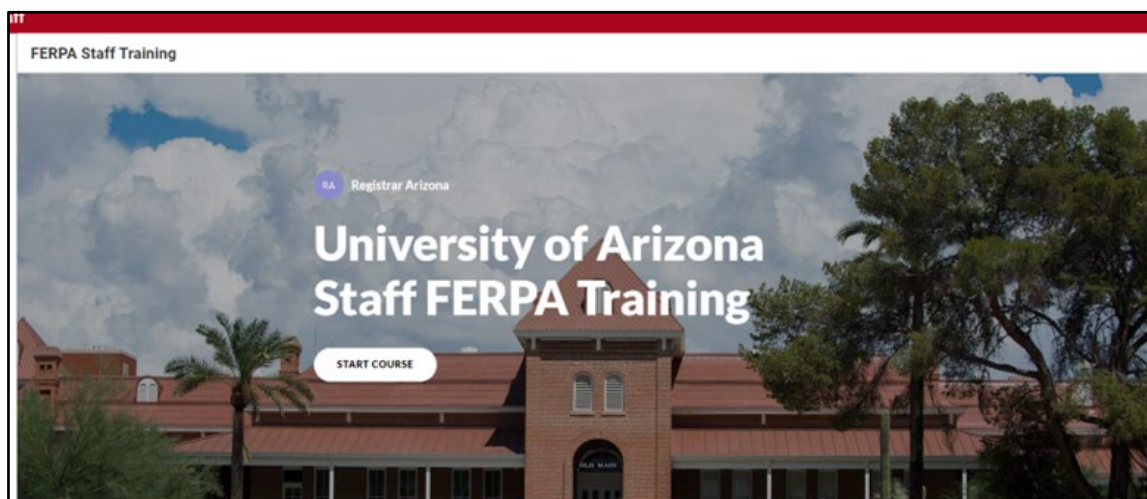 FERPA Staff Training
RA Registrar Arizona
University of Arizona
Staff FERPA Training
START COURSE
OLD MAIN